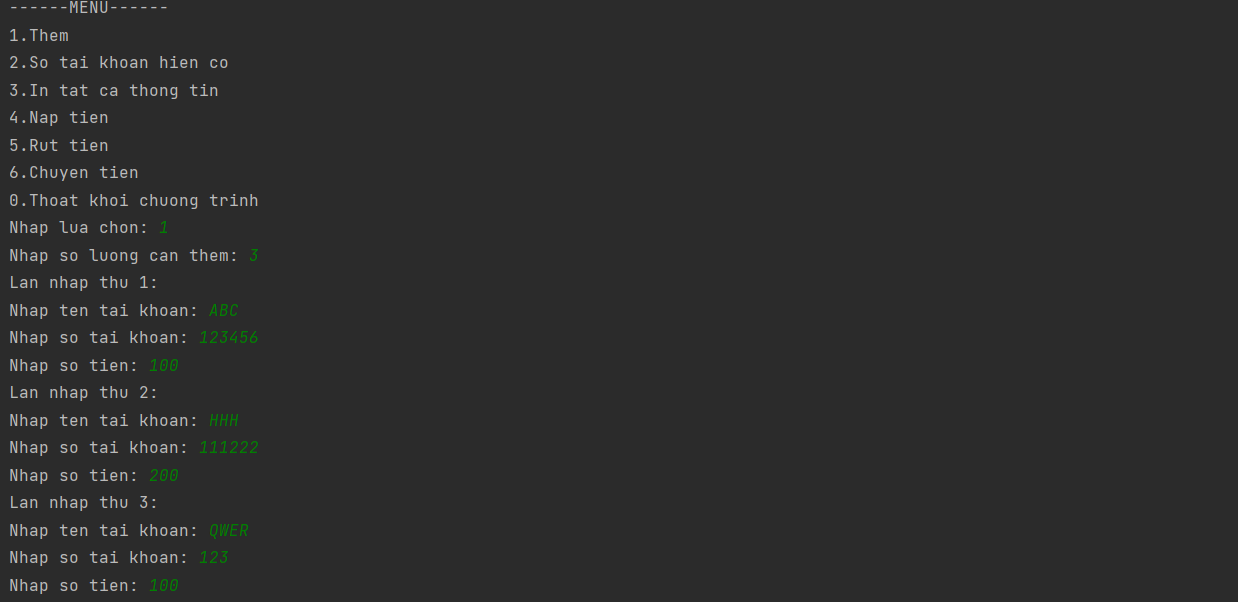 ------MENU------
1.Them
2.So tai khoan hien co
3.In tat ca thong tin
4.Nap tien
5.Rut tien
6.Chuyen tien
0.Thoat khoi chuong trinh
Nhap lua chon: 1
Nhap so luong can them: 3
Lan nhap thu 1:
Nhap ten tai khoan: ABC
Nhap so tai khoan: 123456
Nhap so tien: 100
Lan nhap thu 2:
Nhap ten tai khoan: HHH
Nhap so tai khoan: 111222
Nhap so tien: 200
Lan nhap thu 3:
Nhap ten tai khoan: QWER
Nhap so tai khoan: 123
Nhap so tien: 100